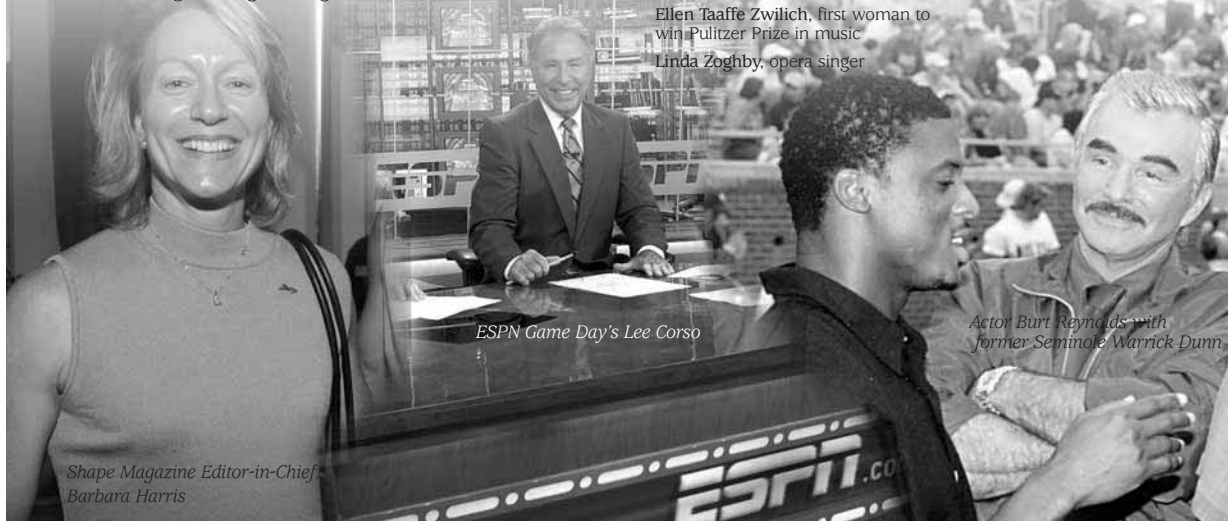 Ellen Taaffe Zwilich, first woman to
win Pulitzer Prize in music
Linda Zoghby, opera singer
ESPN Game Day's Lee Corso
Actor Burt Reynolds with
former Seminole Warrick Dunn
Shape Magazine Editor-in-Chief,
Barbara Harris
ESPN.co